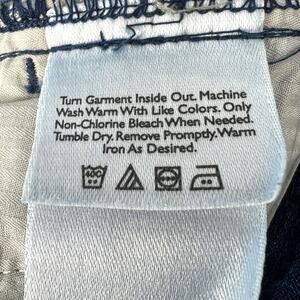 Turn Garment Inside Out. Machine
Wash Warm With Like Colors. Only
Non-Chlorine Bleach When Needed.
Tumble Dry. Remove Promptly. Warm
Iron As Desired.